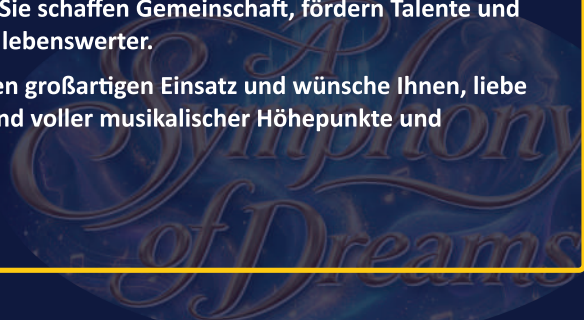 Sie schaffen Gemeinschaft, fördern Talente und
lebenswerter.
en großartigen Einsatz und wünsche Ihnen, liebe
nd voller musikalischer Höhepunkte und
A
Symphony
of Dreams